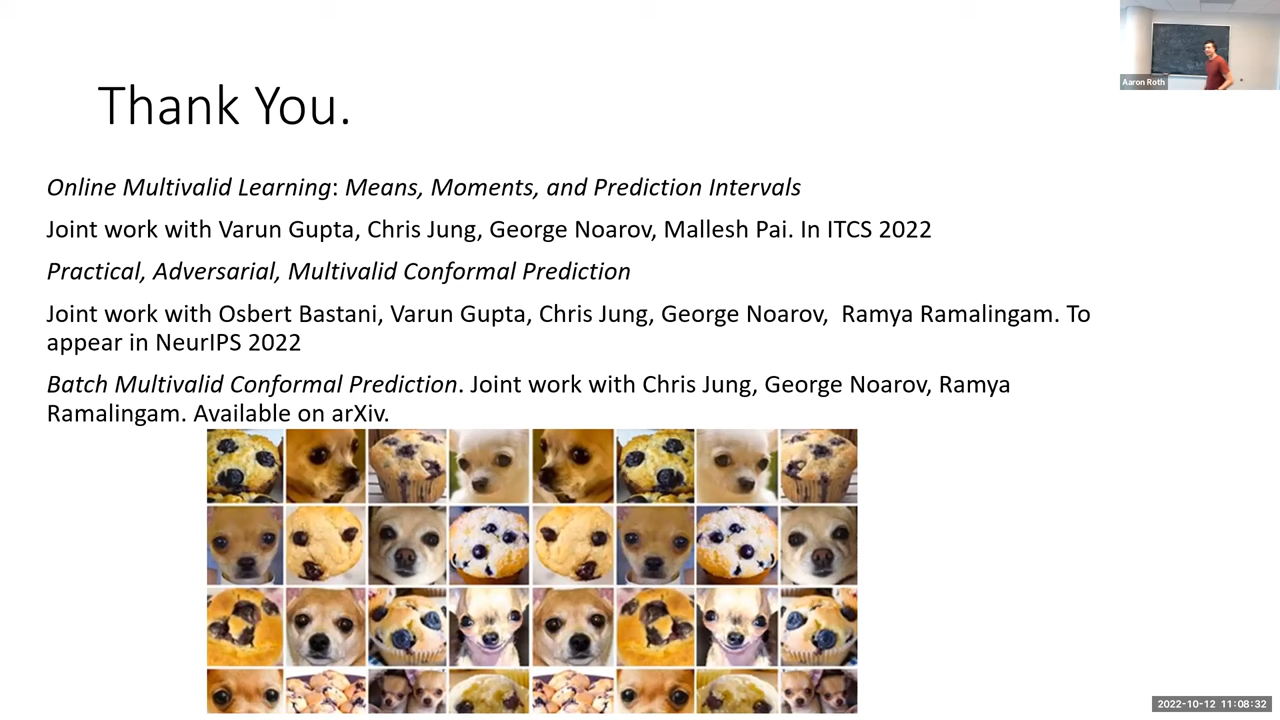 Aaron Roth
Thank You.
Online Multivalid Learning: Means, Moments, and Prediction Intervals
Joint work with Varun Gupta, Chris Jung, George Noarov, Mallesh Pai. In ITCS 2022
Practical, Adversarial, Multivalid Conformal Prediction
Joint work with Osbert Bastani, Varun Gupta, Chris Jung, George Noarov, Ramya Ramalingam. To
appear in NeurIPS 2022
Batch Multivalid Conformal Prediction. Joint work with Chris Jung, George Noarov, Ramya
Ramalingam. Available on arXiv.
2022-10-12 11:08:32